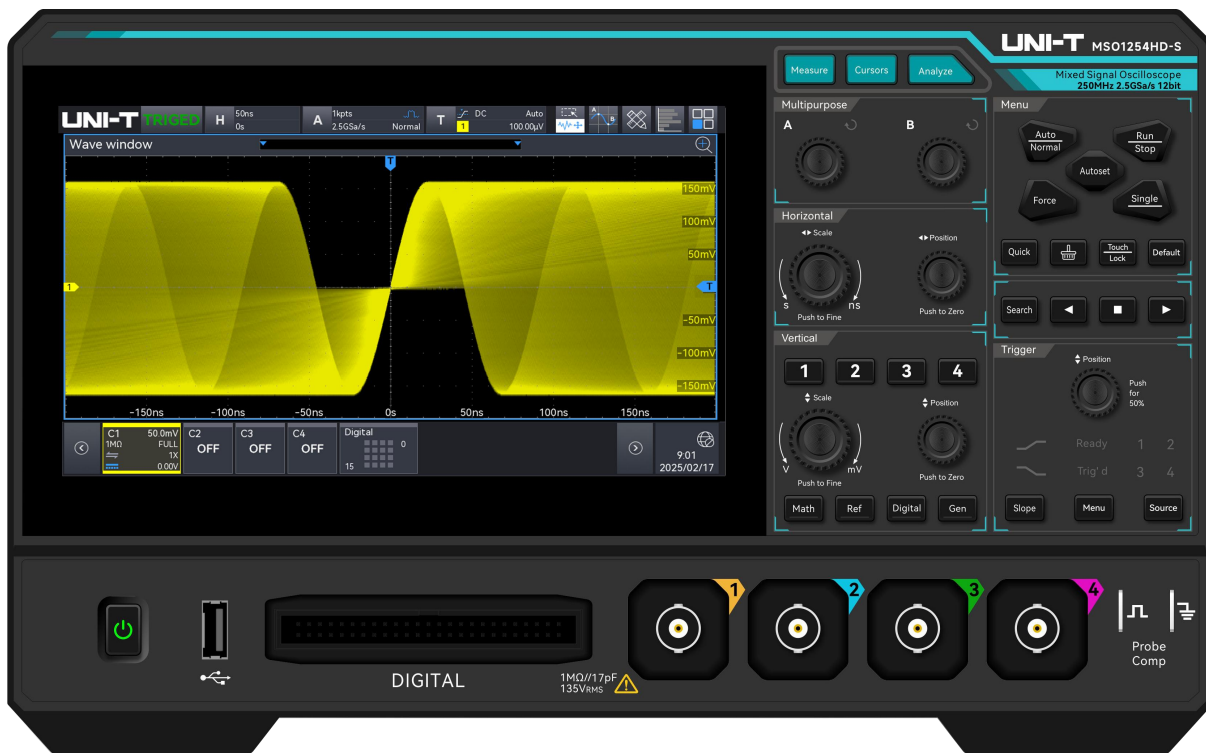 UNI-T MSO1254HD-S
Mixed Signal Oscilloscope
250MHz 2.5GSa/s 12bit
Measure Cursors Analyze
UNI-T TRIGED H 50ns 0s A 1kpts 2.5GSa/s Normal T DC 1 Auto 100.00μV
Wave window
T
150mV
100mV
50mV
1 T
-50mV
-100mV
-150mV
-150ns -100ns -50ns 0s 50ns 100ns 150ns
C1 50.0mV
1MΩ FULL
1X
0.00V
C2
OFF
C3
OFF
C4
OFF
Digital
0
15
9:01
2025/02/17
Multipurpose
A B
Horizontal
Scale Position
s ns
Push to Fine Push to Zero
Vertical
1 2 3 4
Scale Position
V mV
Push to Fine Push to Zero
Math Ref Digital Gen
Menu
Auto
Normal
Run
Stop
Autoset
Force
Single
Quick
Touch
Lock
Default
Search
Trigger
Position
Push
for
50%
Ready 1 2
Trig'd 3 4
Slope Menu Source
DIGITAL
1MΩ//17pF
135VRMS
1 2 3 4
Probe
Comp